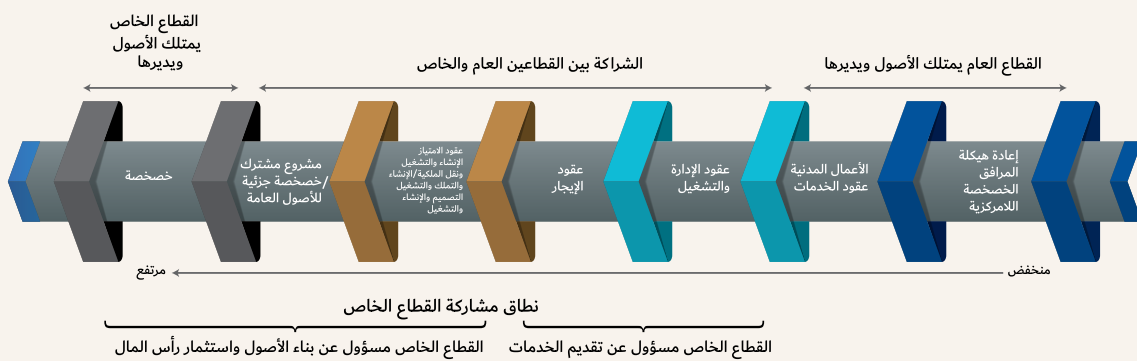 القطاع العام يمتلك الأصول ويديرها
الشراكة بين القطاعين العام والخاص
القطاع الخاص
يمتلك الأصول
ويديرها
إعادة هيكلة
المرافق
الخصخصة
اللامركزية
الأعمال المدنية
عقود الخدمات
عقود الإدارة
والتشغيل
عقود
الإيجار
عقود الامتياز
الإنشاء والتشغيل
ونقل الملكية/الإنشاء
والتملك والتشغيل
التصميم والإنشاء
والتشغيل
مشروع مشترك
/خصخصة جزئية
للأصول العامة
خصخصة
منخفض
مرتفع
نطاق مشاركة القطاع الخاص
القطاع الخاص مسؤول عن تقديم الخدمات
القطاع الخاص مسؤول عن بناء الأصول واستثمار رأس المال